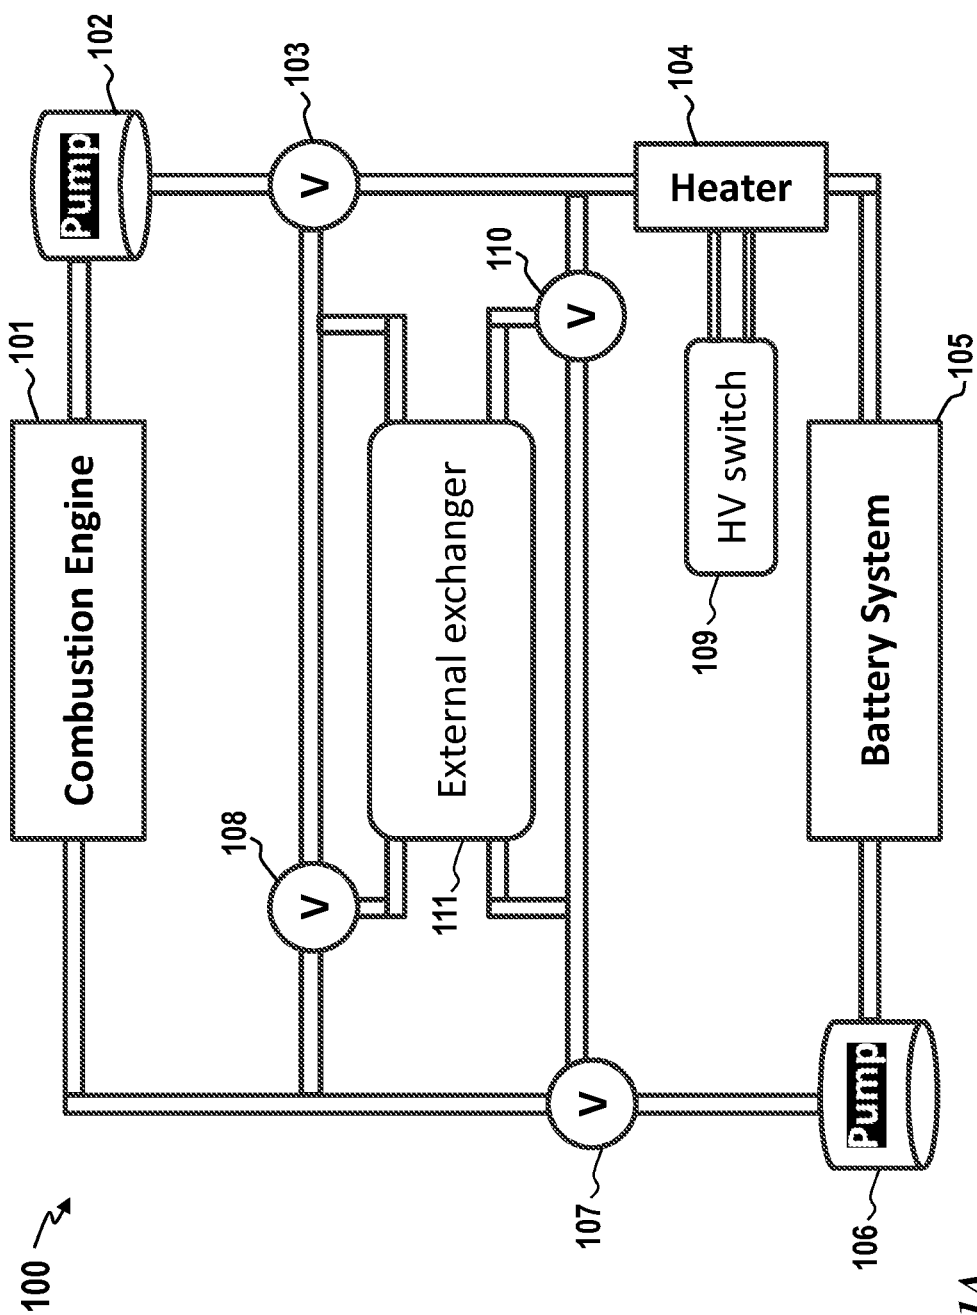 100
101
Combustion Engine
Pump
102
108
103
V
V
111
External exchanger
110
V
V
107
104
Heater
109
HV switch
Pump
Battery System
106
105